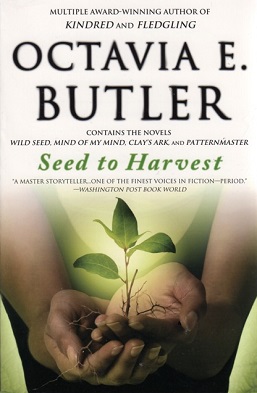 MULTIPLE AWARD-WINNING AUTHOR OF
KINDRED AND FLEDGLING
OCTAVIA E.
BUTLER
CONTAINS THE NOVELS
WILD SEED, MIND OF MY MIND, CLAY'S ARK, AND PATTERNMASTER
Seed to Harvest
"A MASTER STORYTELLER...ONE OF THE FINEST VOICES IN FICTION—PERIOD."
—WASHINGTON POST BOOK WORLD